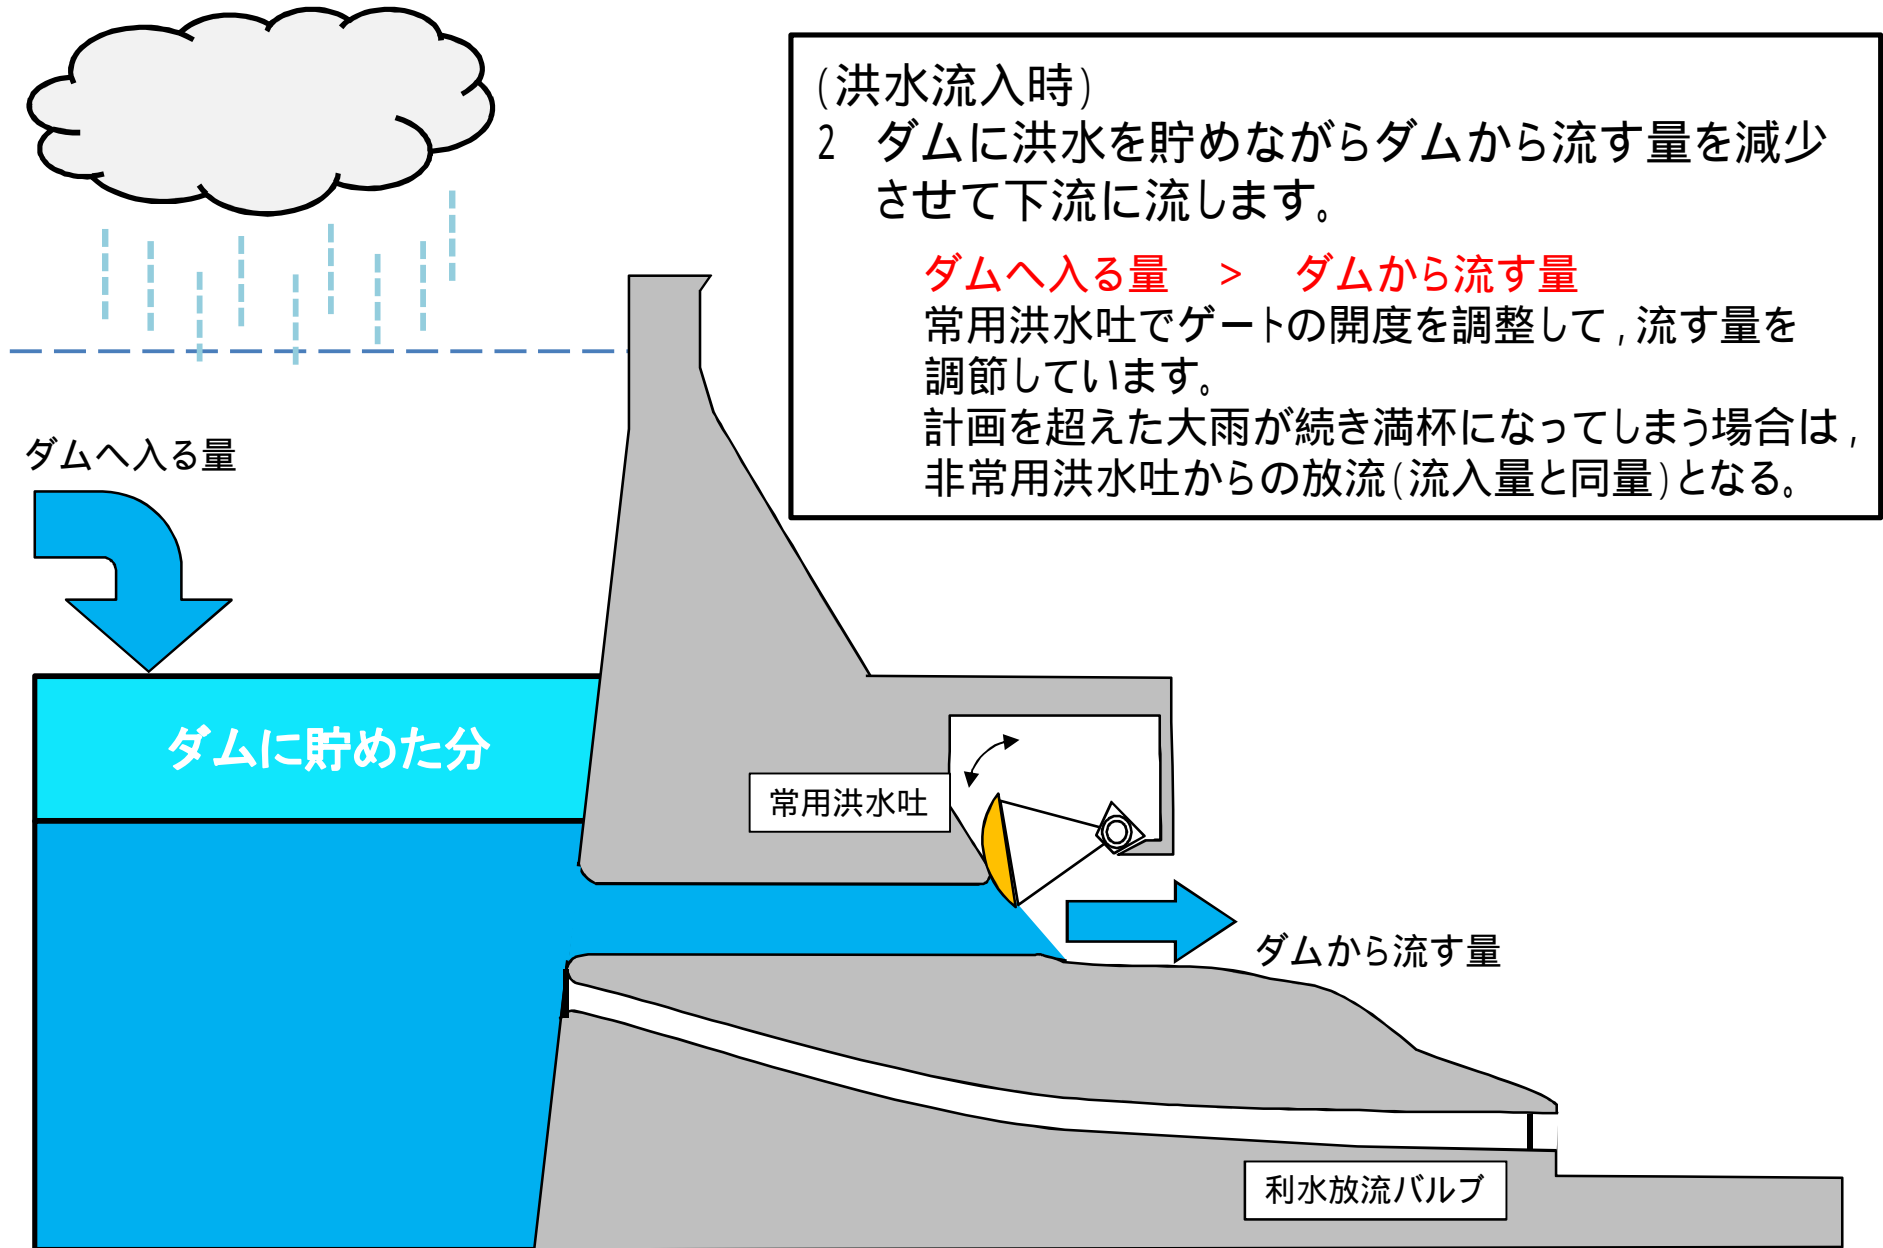 (洪水流入時)
2 ダムに洪水を貯めながらダムから流す量を減少
させて下流に流します。
ダムへ入る量 > ダムから流す量
常用洪水吐でゲートの開度を調整して,流す量を
調節しています。
計画を超えた大雨が続き満杯になってしまう場合は,
非常用洪水吐からの放流(流入量と同量)となる。
ダムへ入る量
ダムに貯めた分
常用洪水吐
ダムから流す量
利水放流バルブ